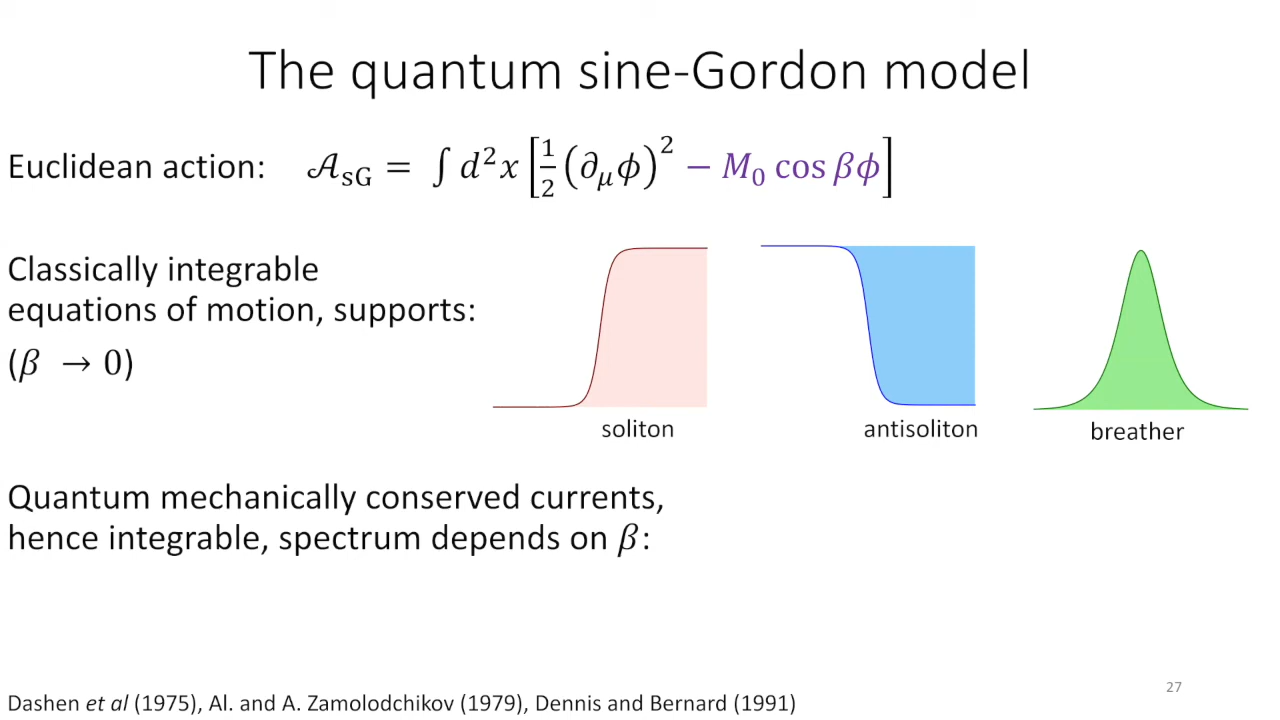 The quantum sine-Gordon model
Euclidean action: 𝒜_sG = ∫ d²x [½ (∂_μ ϕ)² − M₀ cos βϕ]
Classically integrable
equations of motion, supports:
(β → 0)
soliton
antisoliton
breather
Quantum mechanically conserved currents,
hence integrable, spectrum depends on β:
27
Dashen et al (1975), Al. and A. Zamolodchikov (1979), Dennis and Bernard (1991)